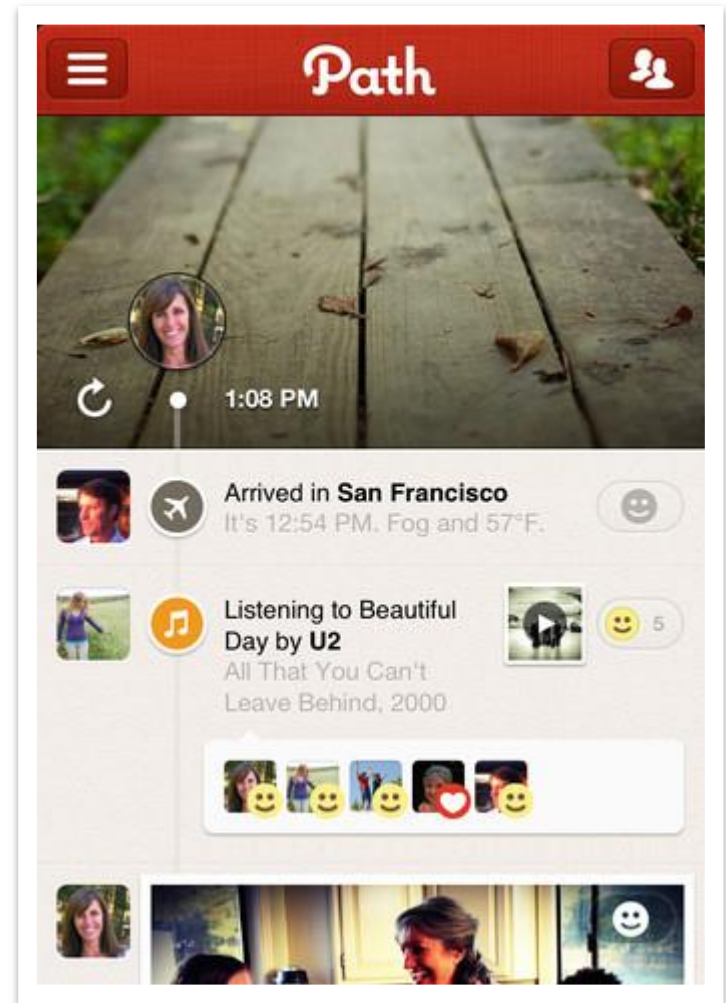 Path
1:08 PM
Arrived in San Francisco
It's 12:54 PM. Fog and 57°F.
Listening to Beautiful
Day by U2
All That You Can't
Leave Behind, 2000
5